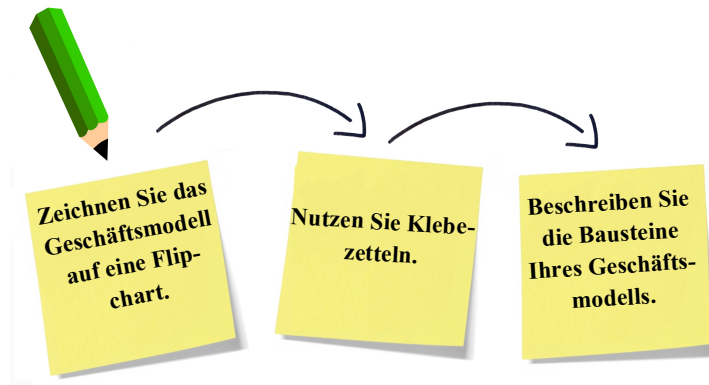 Zeichnen Sie das
Geschäftsmodell
auf eine Flip-
chart.
Nutzen Sie Klebe-
zetteln.
Beschreiben Sie
die Bausteine
Ihres Geschäfts-
modells.